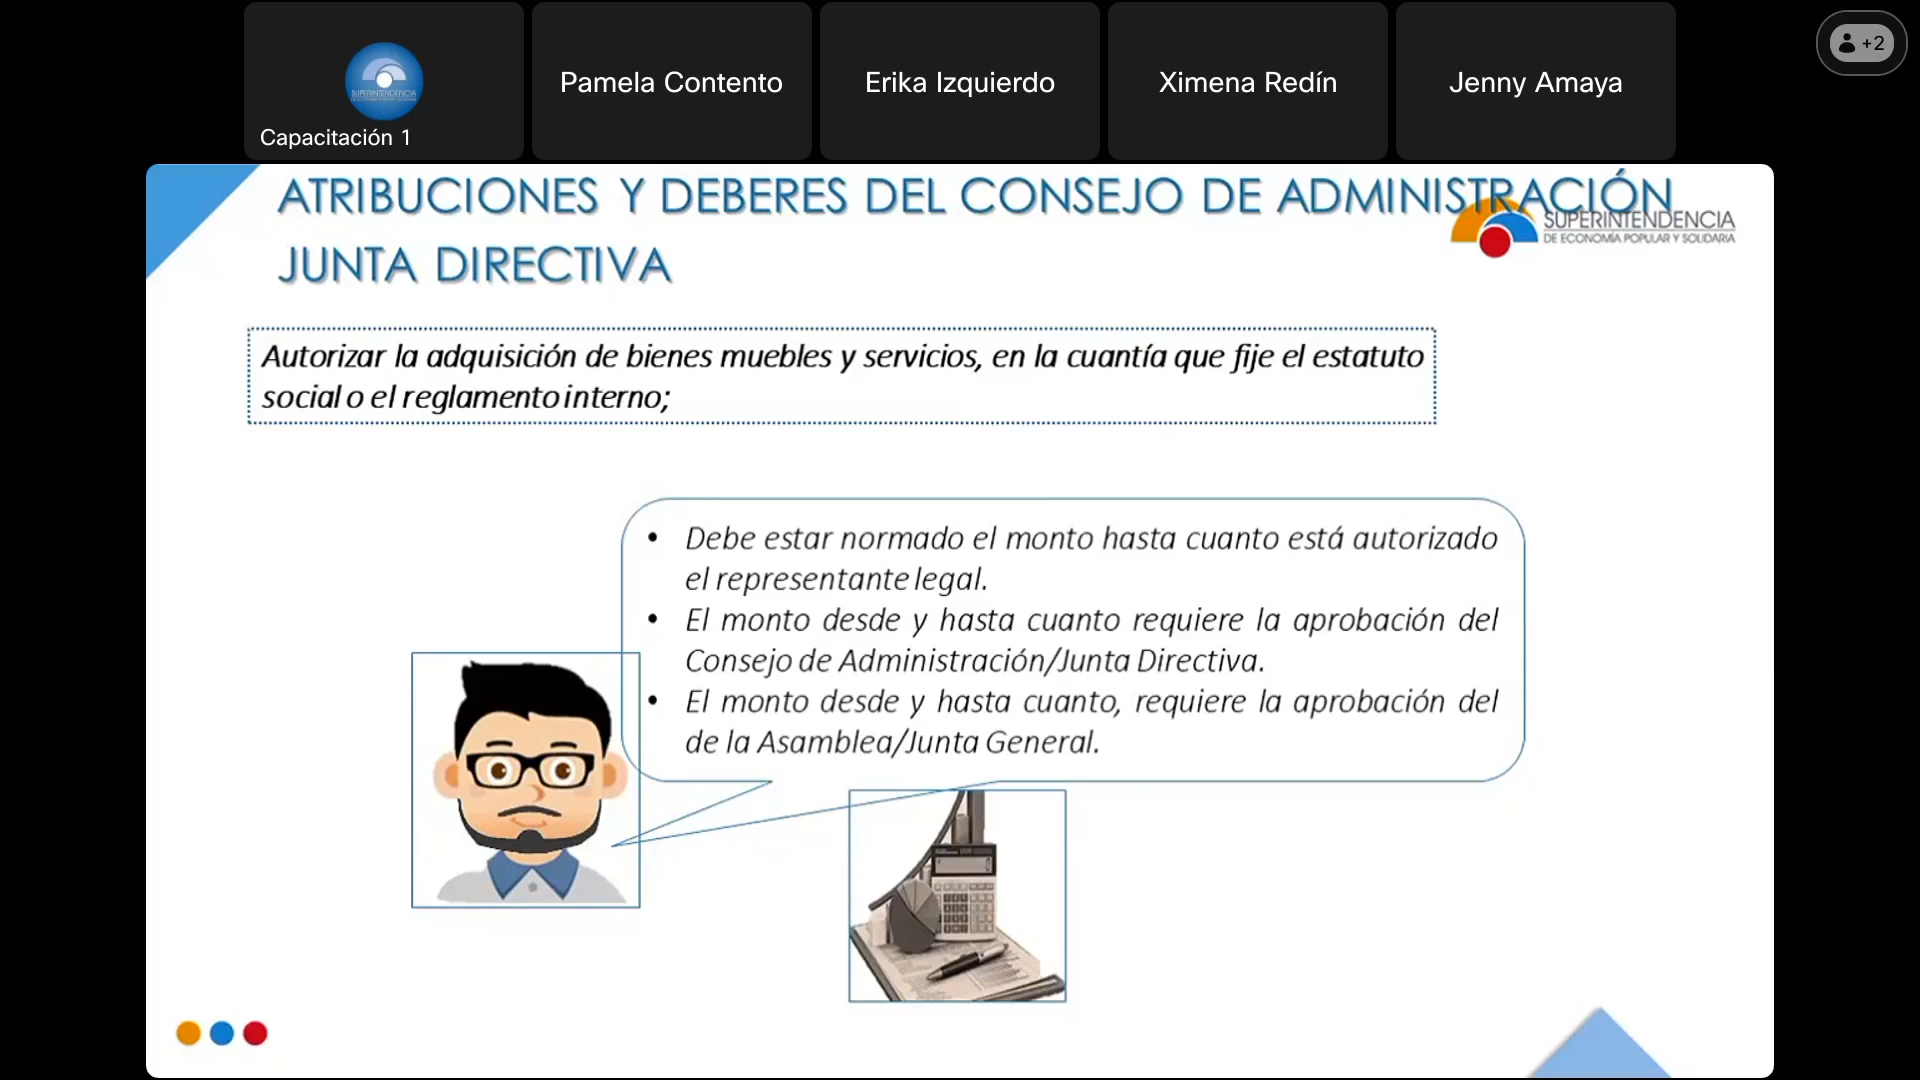 Capacitación 1
Pamela Contento
Erika Izquierdo
Ximena Redín
Jenny Amaya
+2
ATRIBUCIONES Y DEBERES DEL CONSEJO DE ADMINISTRACIÓN
JUNTA DIRECTIVA
SUPERINTENDENCIA
DE ECONOMÍA POPULAR Y SOLIDARIA
Autorizar la adquisición de bienes muebles y servicios, en la cuantía que fije el estatuto
social o el reglamento interno;
• Debe estar normado el monto hasta cuanto está autorizado
el representante legal.
• El monto desde y hasta cuanto requiere la aprobación del
Consejo de Administración/Junta Directiva.
• El monto desde y hasta cuanto, requiere la aprobación del
de la Asamblea/Junta General.